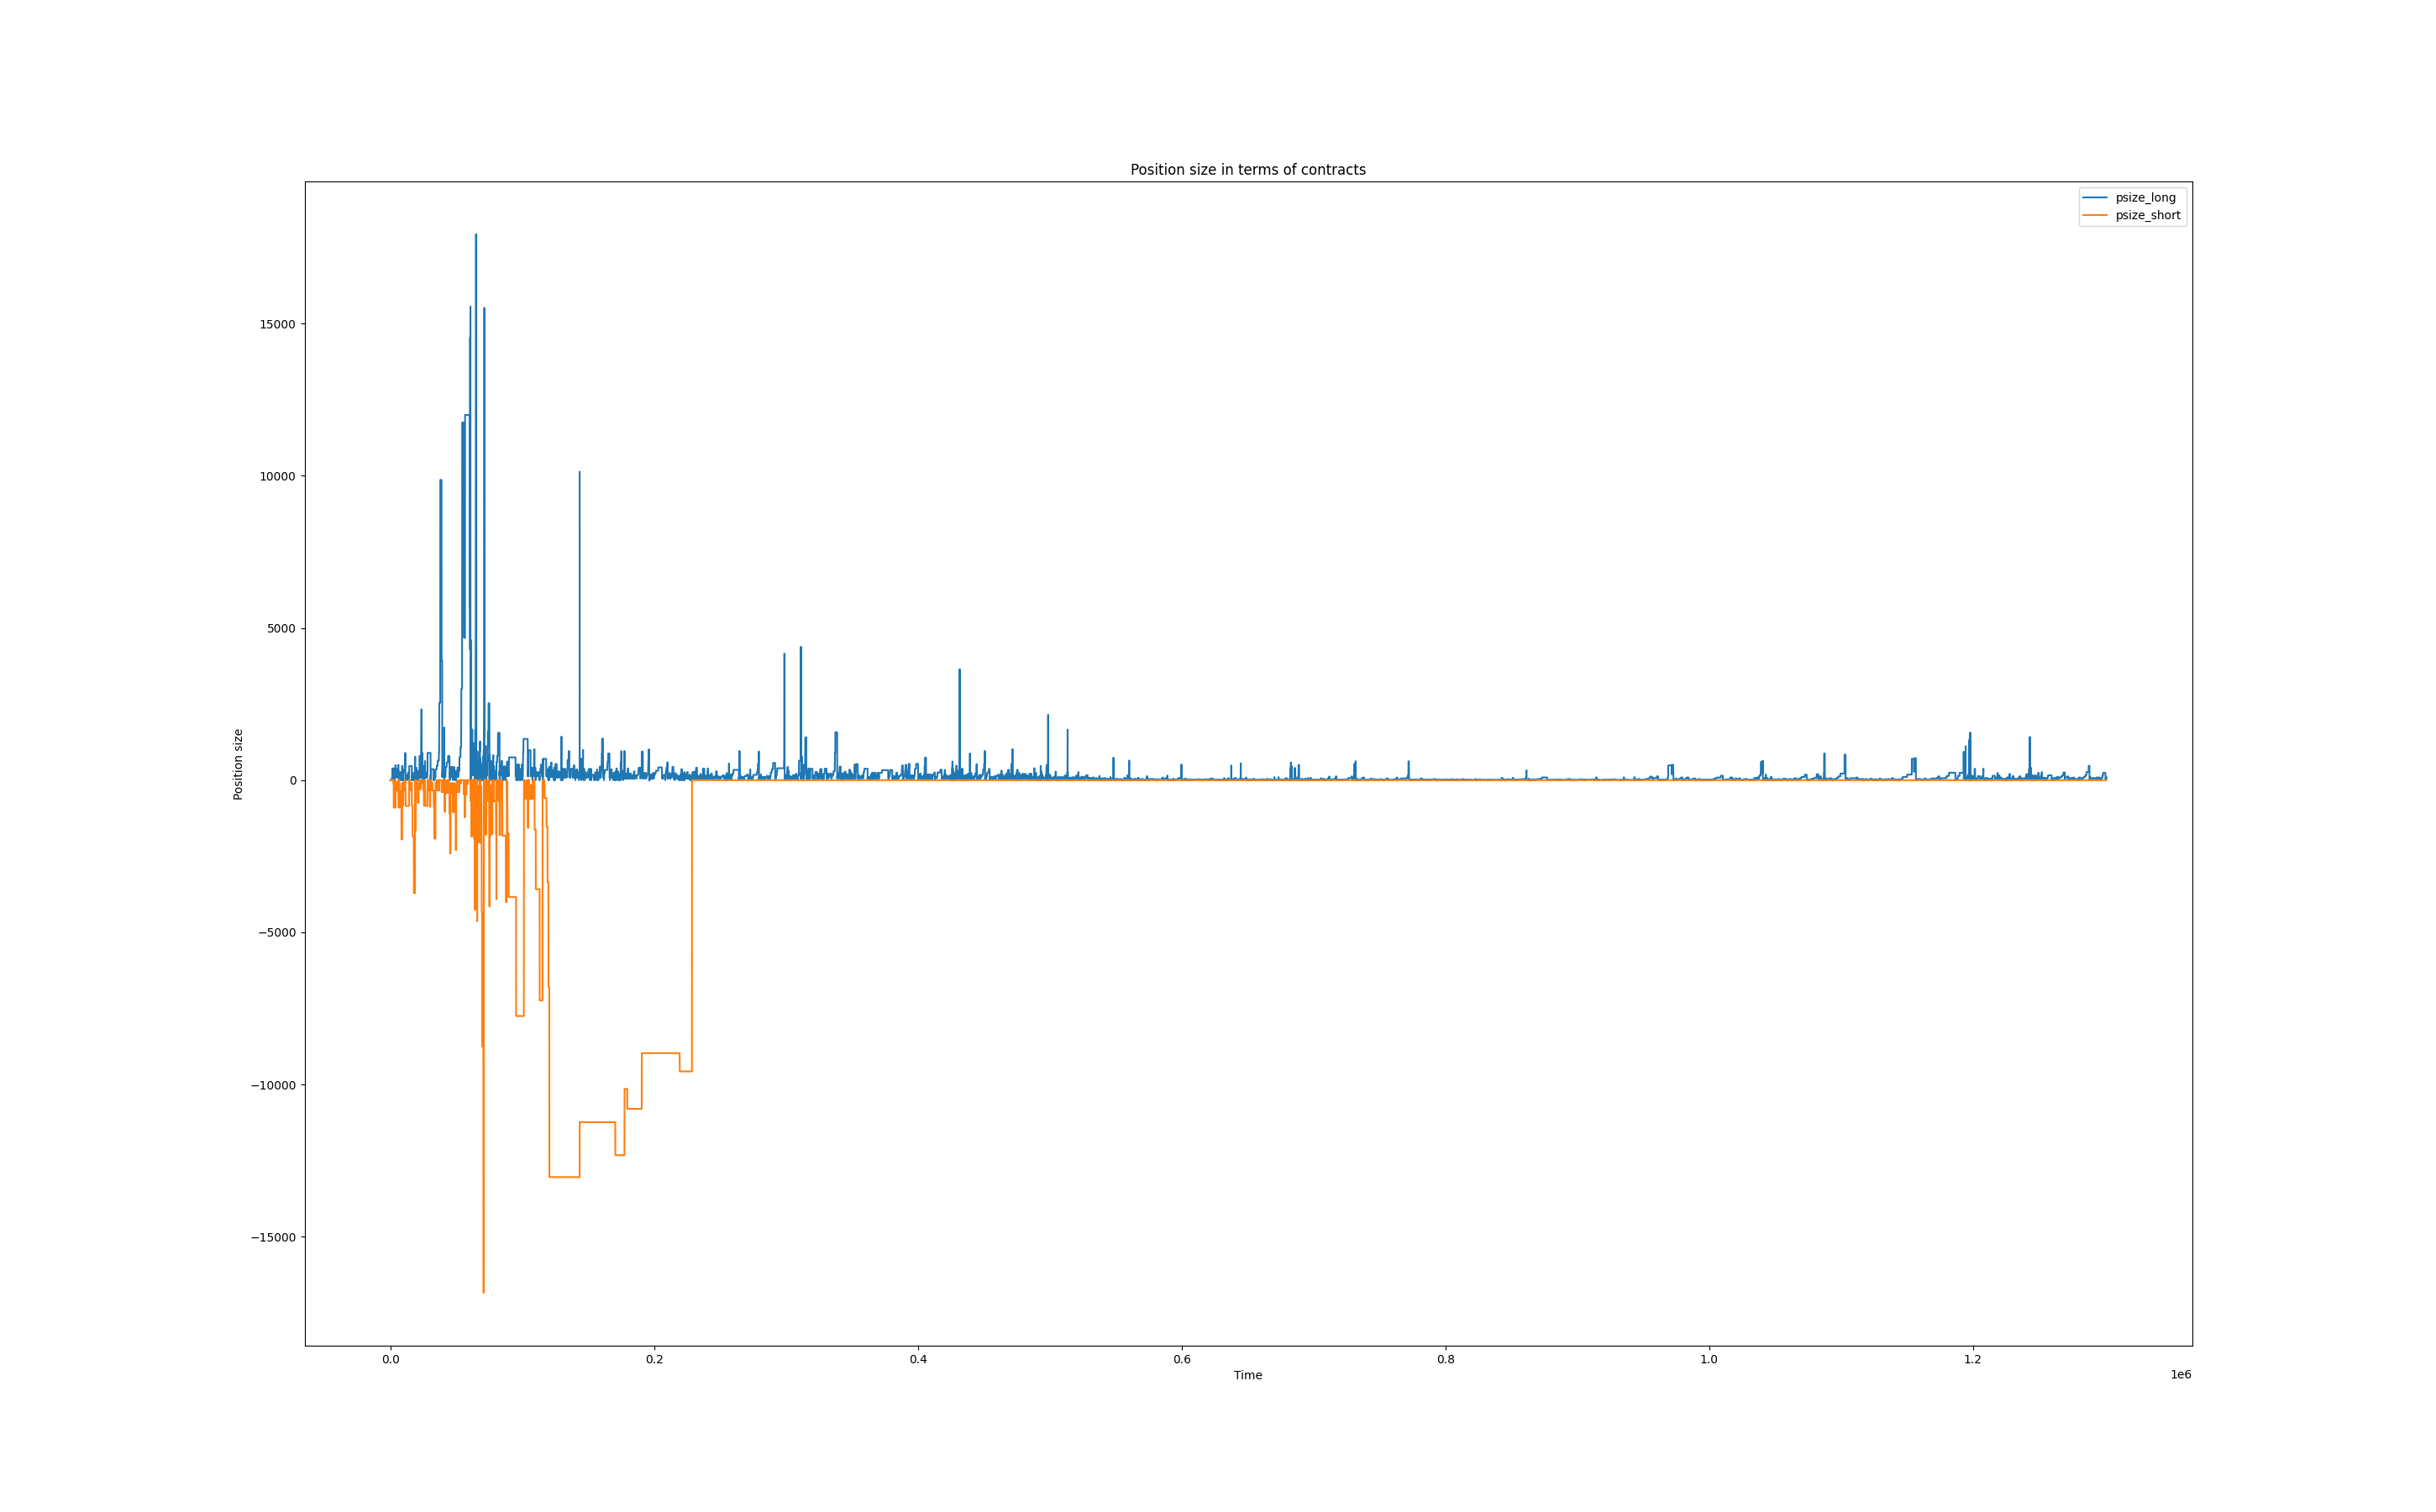 Position size in terms of contracts
psize_long
psize_short
15000
10000
5000
0
−5000
−10000
−15000
Position size
0.0
0.2
0.4
0.6
0.8
1.0
1.2
1e6
Time